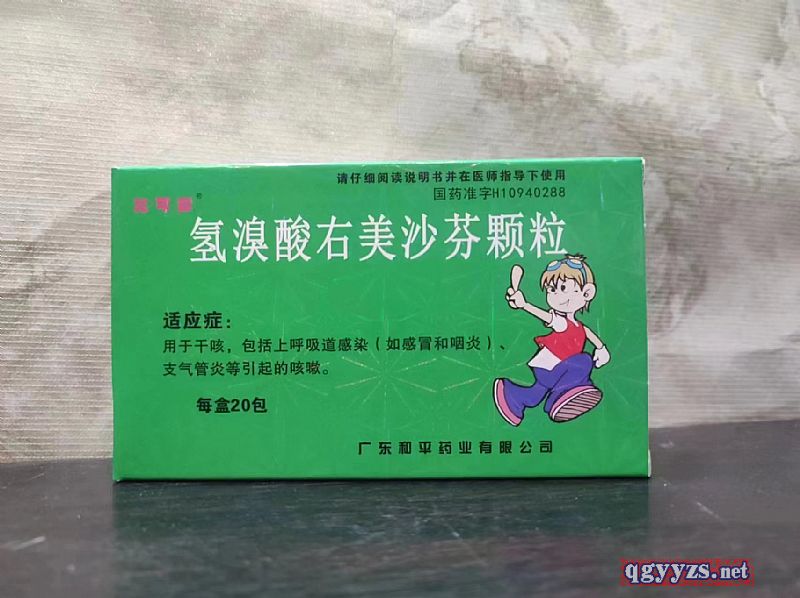 请仔细阅读说明书并在医师指导下使用
国药准字H10940288
氢溴酸右美沙芬颗粒
适应症：
用于干咳，包括上呼吸道感染（如感冒和咽炎）、
支气管炎等引起的咳嗽。
每盒20包
广东和平药业有限公司
qgyyzs.net